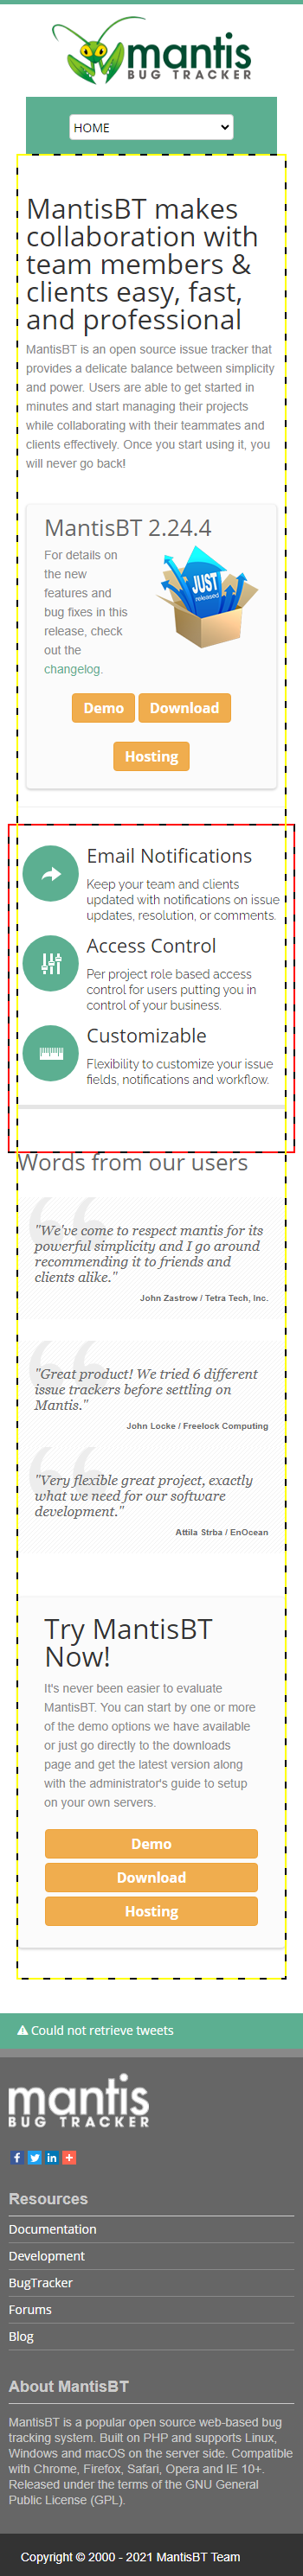 mantis
BUG TRACKER
HOME
MantisBT makes
collaboration with
team members &
clients easy, fast,
and professional
MantisBT is an open source issue tracker that
provides a delicate balance between simplicity
and power. Users are able to get started in
minutes and start managing their projects
while collaborating with their teammates and
clients effectively. Once you start using it, you
will never go back!
MantisBT 2.24.4
For details on
the new
features and
bug fixes in this
release, check
out the
changelog.
JUST
released
Demo
Download
Hosting
Email Notifications
Keep your team and clients
updated with notifications on issue
updates, resolution, or comments.
Access Control
Per project role based access
control for users putting you in
control of your business.
Customizable
Flexibility to customize your issue
fields, notifications and workflow.
Words from our users
"We've come to respect mantis for its
powerful simplicity and I go around
recommending it to friends and
clients alike."
John Zastrow / Tetra Tech, Inc.
"Great product! We tried 6 different
issue trackers before settling on
Mantis."
John Locke / Freelock Computing
"Very flexible great project, exactly
what we need for our software
development."
Attila Strba / EnOcean
Try MantisBT
Now!
It's never been easier to evaluate
MantisBT. You can start by one or more
of the demo options we have available
or just go directly to the downloads
page and get the latest version along
with the administrator's guide to setup
on your own servers.
Demo
Download
Hosting
Could not retrieve tweets
mantis
BUG TRACKER
Resources
Documentation
Development
BugTracker
Forums
Blog
About MantisBT
MantisBT is a popular open source web-based bug
tracking system. Built on PHP and supports Linux,
Windows and macOS on the server side. Compatible
with Chrome, Firefox, Safari, Opera and IE 10+.
Released under the terms of the GNU General
Public License (GPL).
Copyright © 2000 - 2021 MantisBT Team